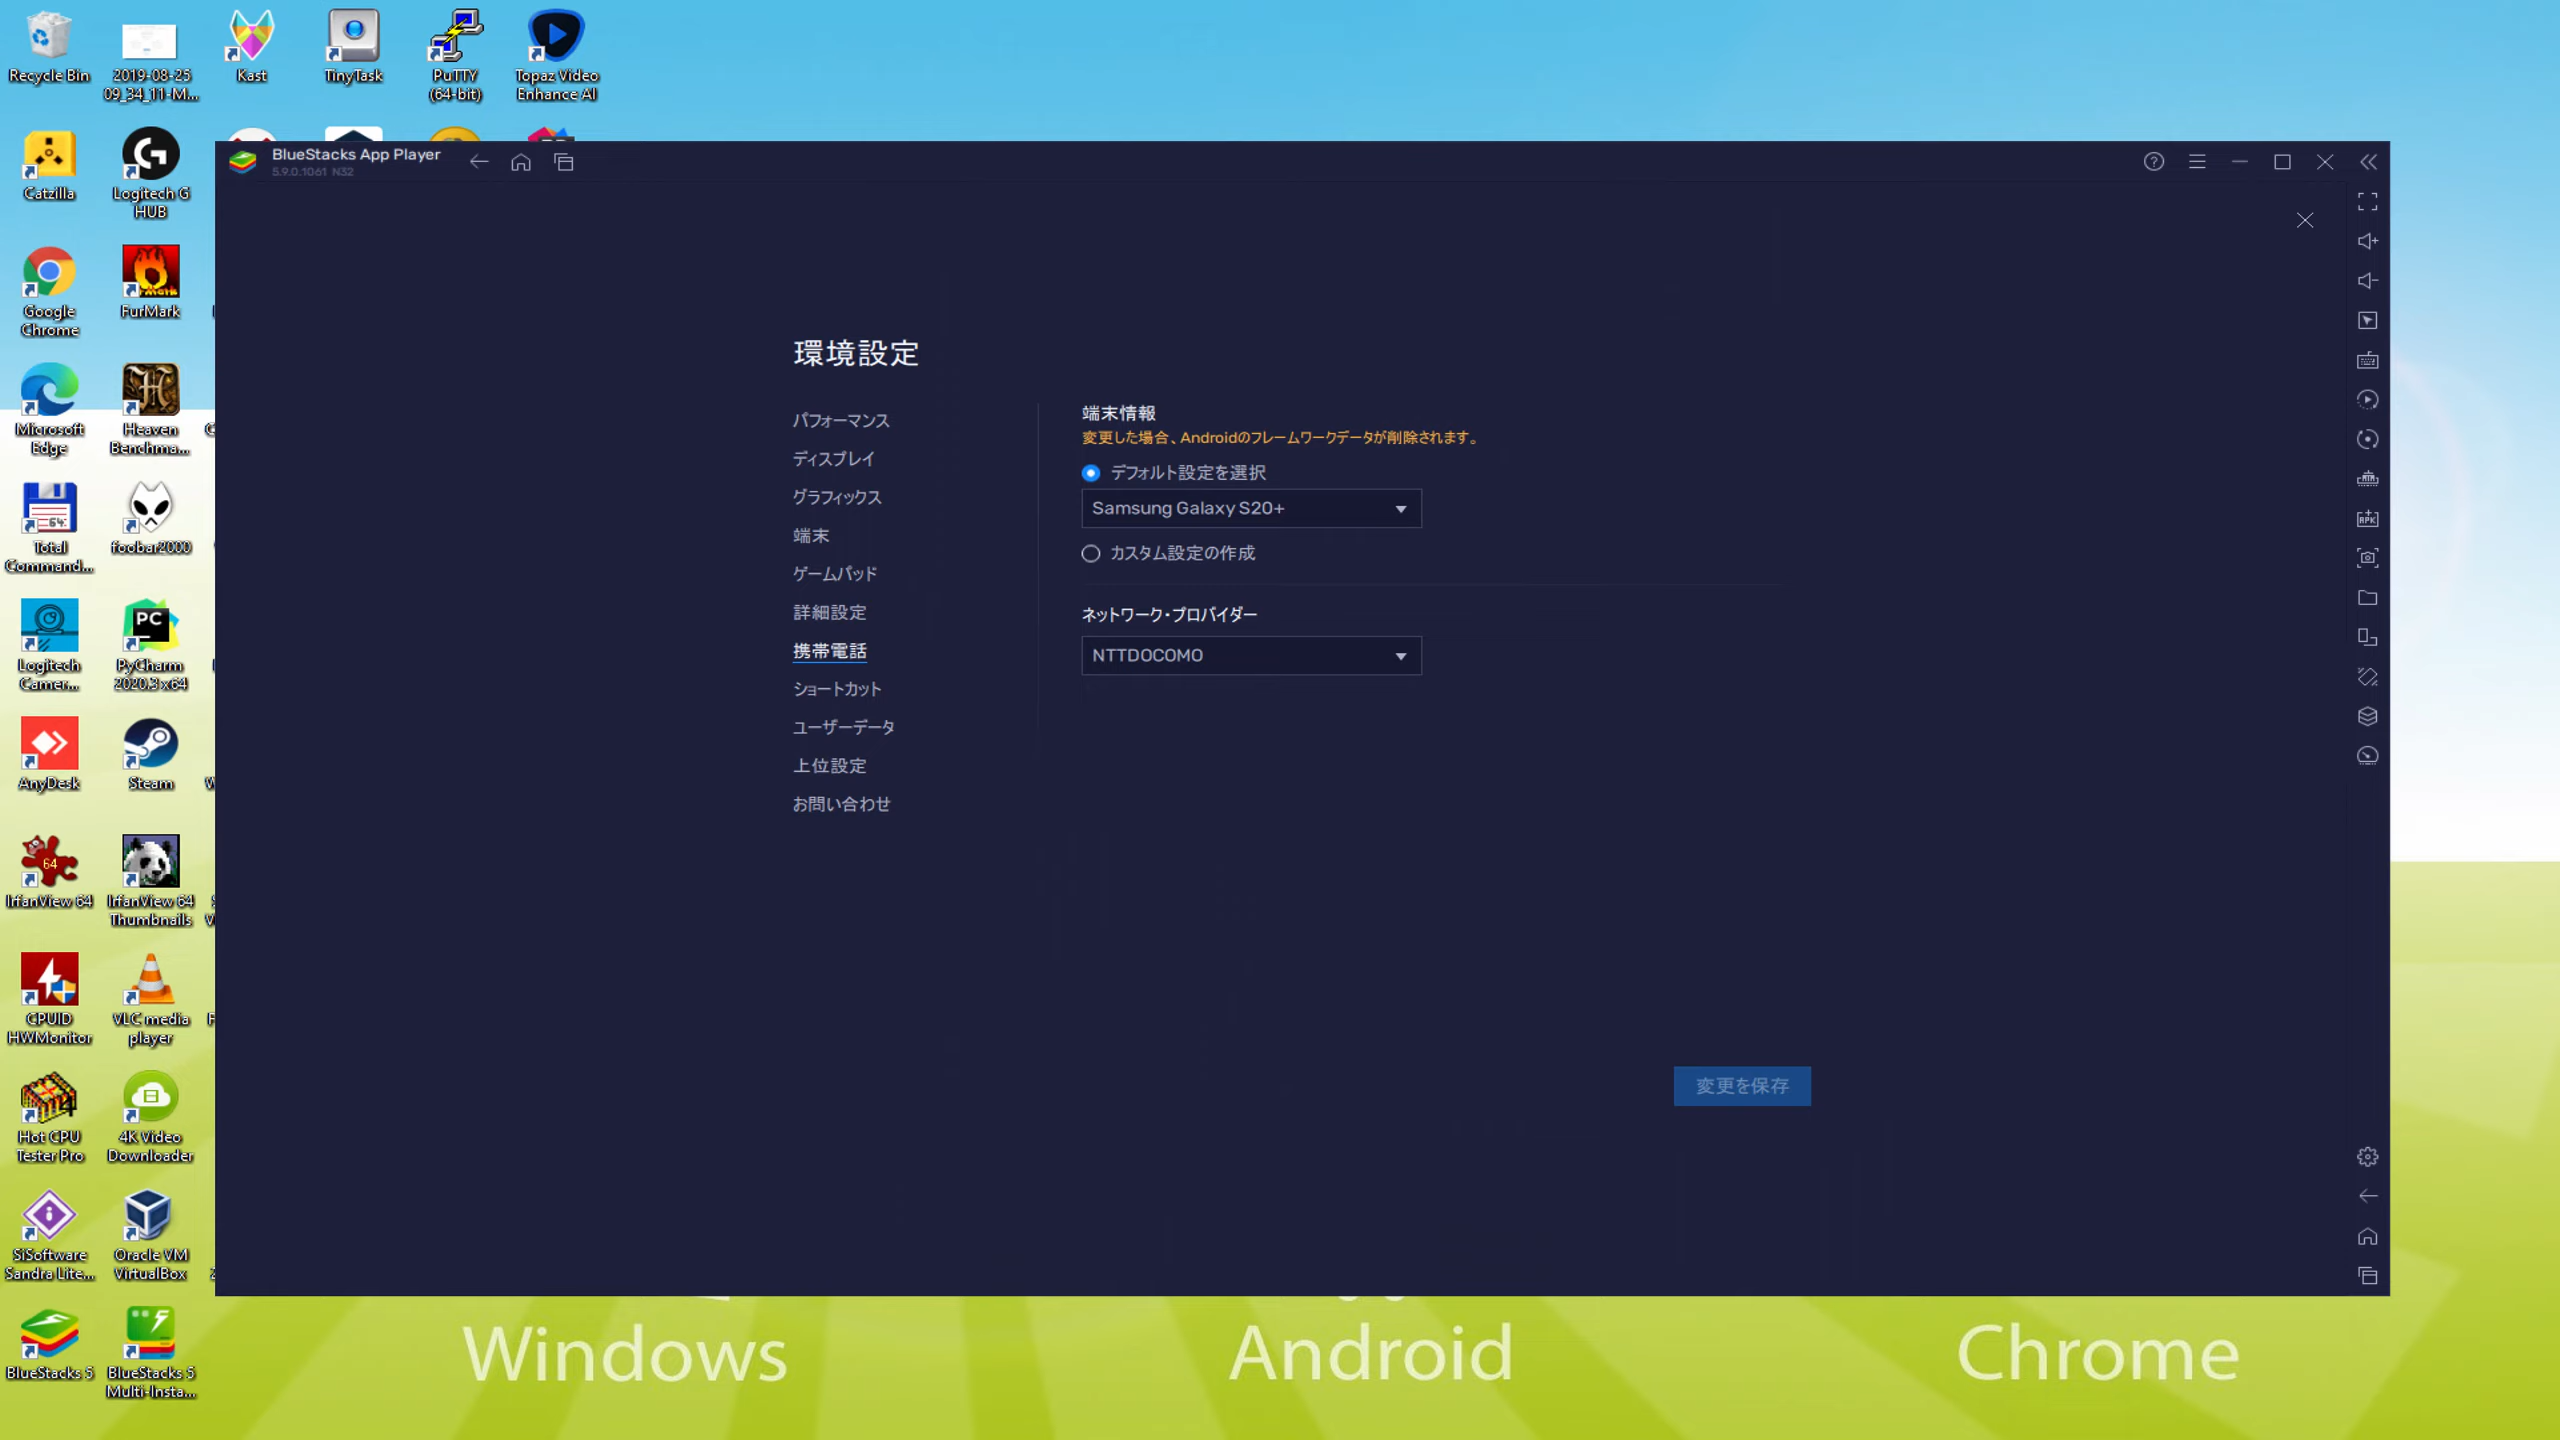 Recycle Bin
2019-08-25
09_34_11-M...
Kast
TinyTask
PuTTY
(64-bit)
Topaz Video
Enhance AI
Catzilla
Logitech G
HUB
Google
Chrome
FurMark
Microsoft
Edge
Heaven
Benchma...
Total
Command...
foobar2000
Logitech
Camer...
PyCharm
2020.3 x64
AnyDesk
Steam
IrfanView 64
IrfanView 64
Thumbnails
CPUID
HWMonitor
VLC media
player
Hot CPU
Tester Pro
4K Video
Downloader
SiSoftware
Sandra Lite...
Oracle VM
VirtualBox
BlueStacks 5
BlueStacks 5
Multi-Insta...
BlueStacks App Player
5.9.0.1061 N32
環境設定
パフォーマンス
ディスプレイ
グラフィックス
端末
ゲームパッド
詳細設定
携帯電話
ショートカット
ユーザーデータ
上位設定
お問い合わせ
端末情報
変更した場合、Androidのフレームワークデータが削除されます。
デフォルト設定を選択
Samsung Galaxy S20+
カスタム設定の作成
ネットワーク・プロバイダー
NTTDOCOMO
変更を保存
Windows
Android
Chrome